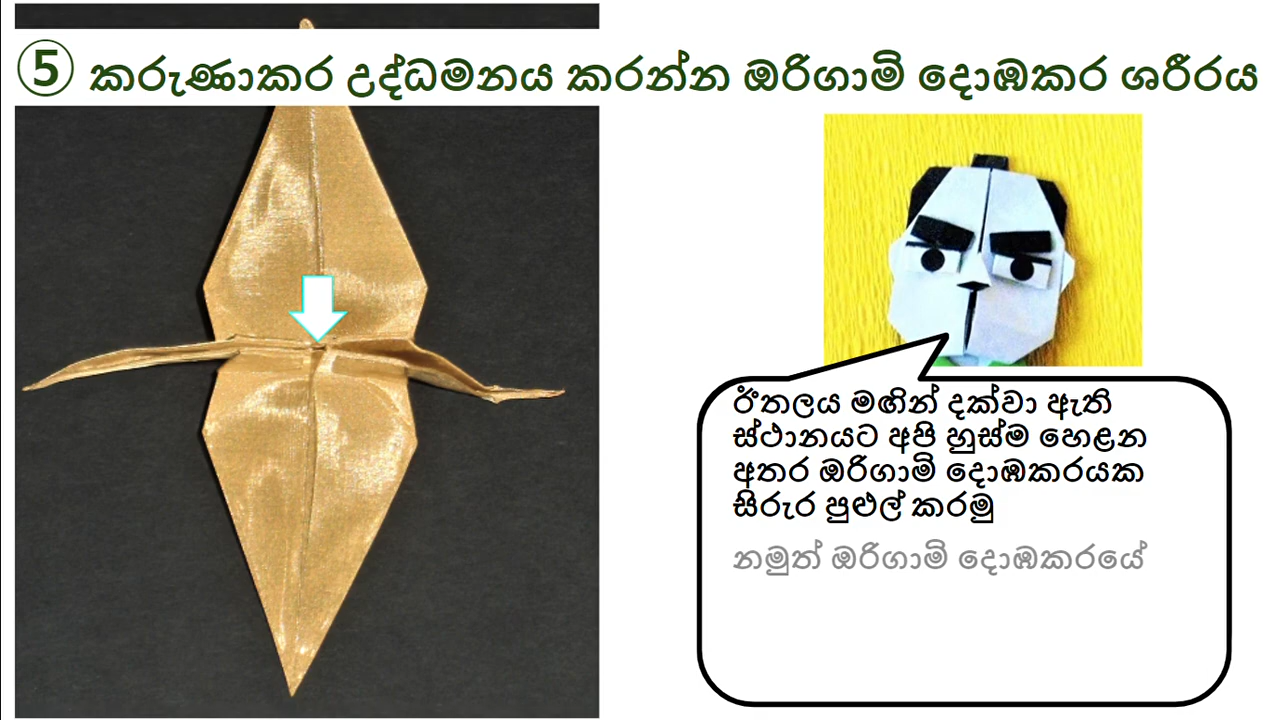 ⑤ කරුණාකර උද්ධමනය කරන්න ඔරිගාමි දොඹකර ශරීරය
ඊතලය මඟින් දක්වා ඇති
ස්ථානයට අපි හුස්ම හෙළන
අතර ඔරිගාමි දොඹකරයක
සිරුර පුළුල් කරමු
නමුත් ඔරිගාමි දොඹකරයේ